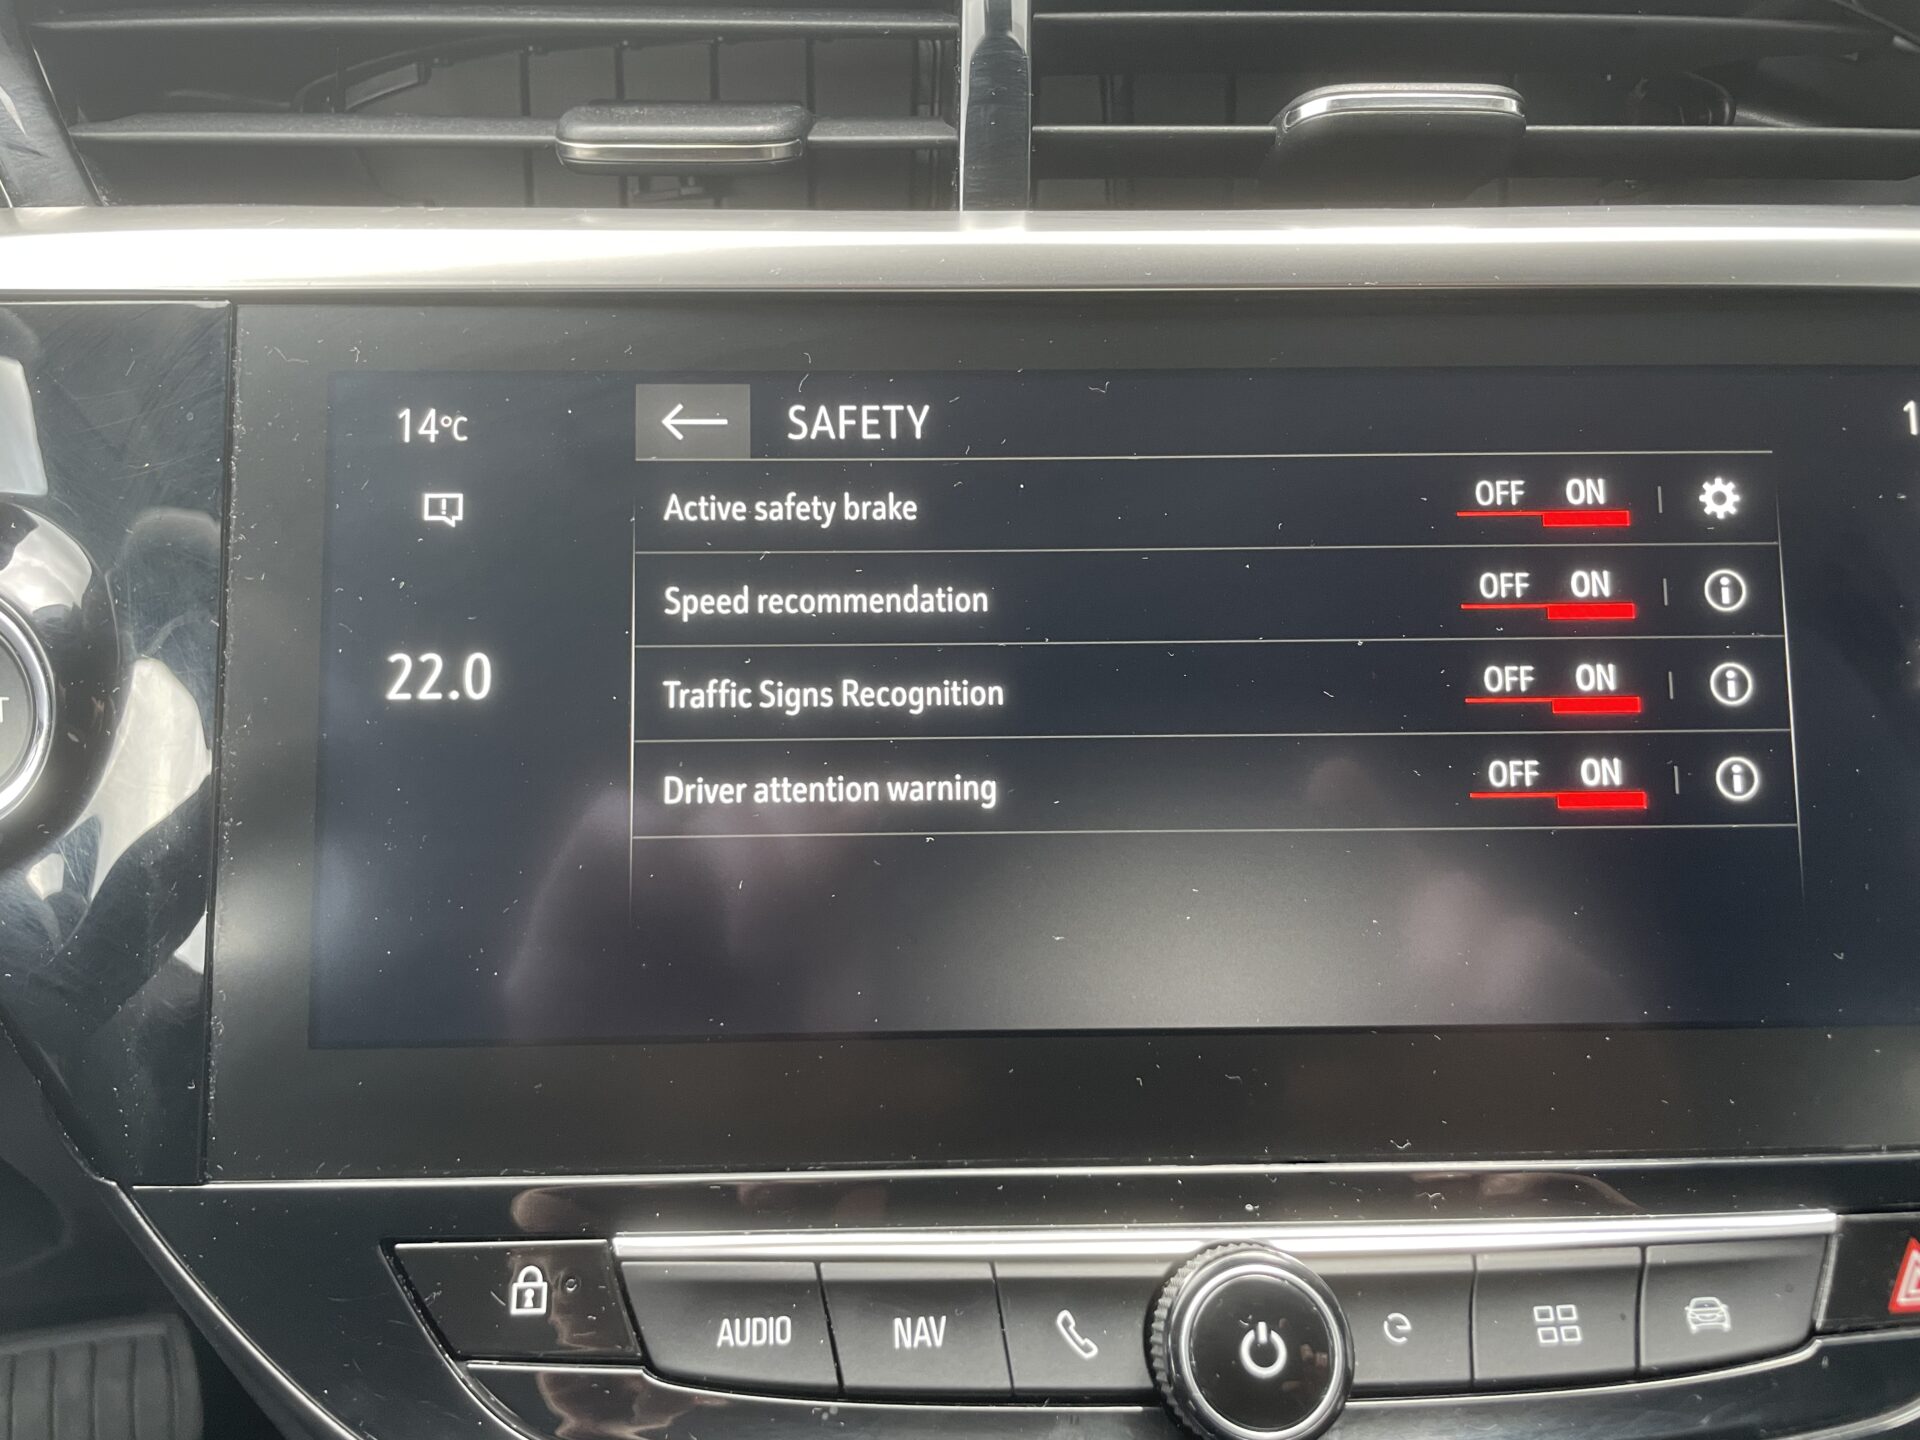 14°C
SAFETY
Active safety brake OFF ON
Speed recommendation OFF ON
22.0
Traffic Signs Recognition OFF ON
Driver attention warning OFF ON
AUDIO NAV